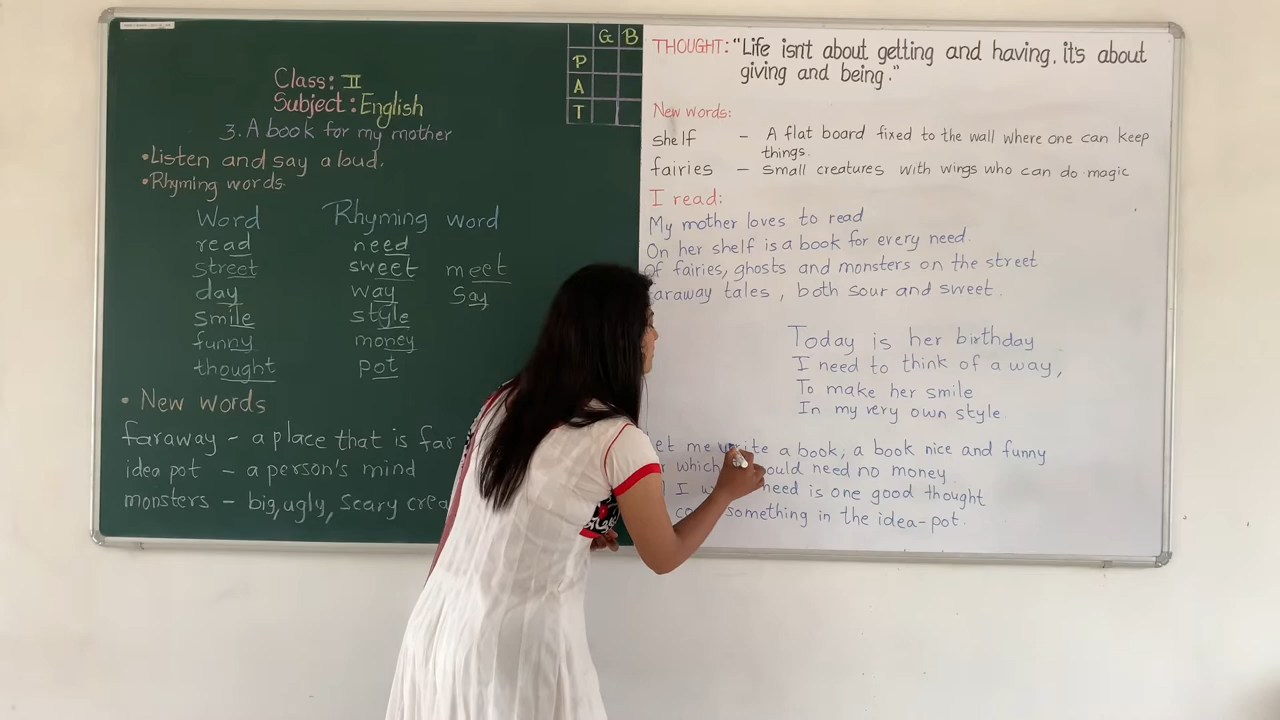 G B
P
A
T
Class: II
Subject: English
3. A book for my mother
• Listen and say aloud.
• Rhyming words.
Word Rhyming word
read need
street sweet meet
day way say
smile style
funny money
thought pot
• New words
faraway - a place that is far
idea pot - a person's mind
monsters - big, ugly, scary crea
THOUGHT: "Life isnt about getting and having, it's about
giving and being."
New words:
shelf - A flat board fixed to the wall where one can keep
things.
fairies - small creatures with wings who can do magic
I read:
My mother loves to read
On her shelf is a book for every need.
Of fairies, ghosts and monsters on the street
faraway tales, both sour and sweet.
Today is her birthday
I need to think of a way,
To make her smile
In my very own style
et me write a book, a book nice and funny
which ould need no money
I need is one good thought
something in the idea-pot.